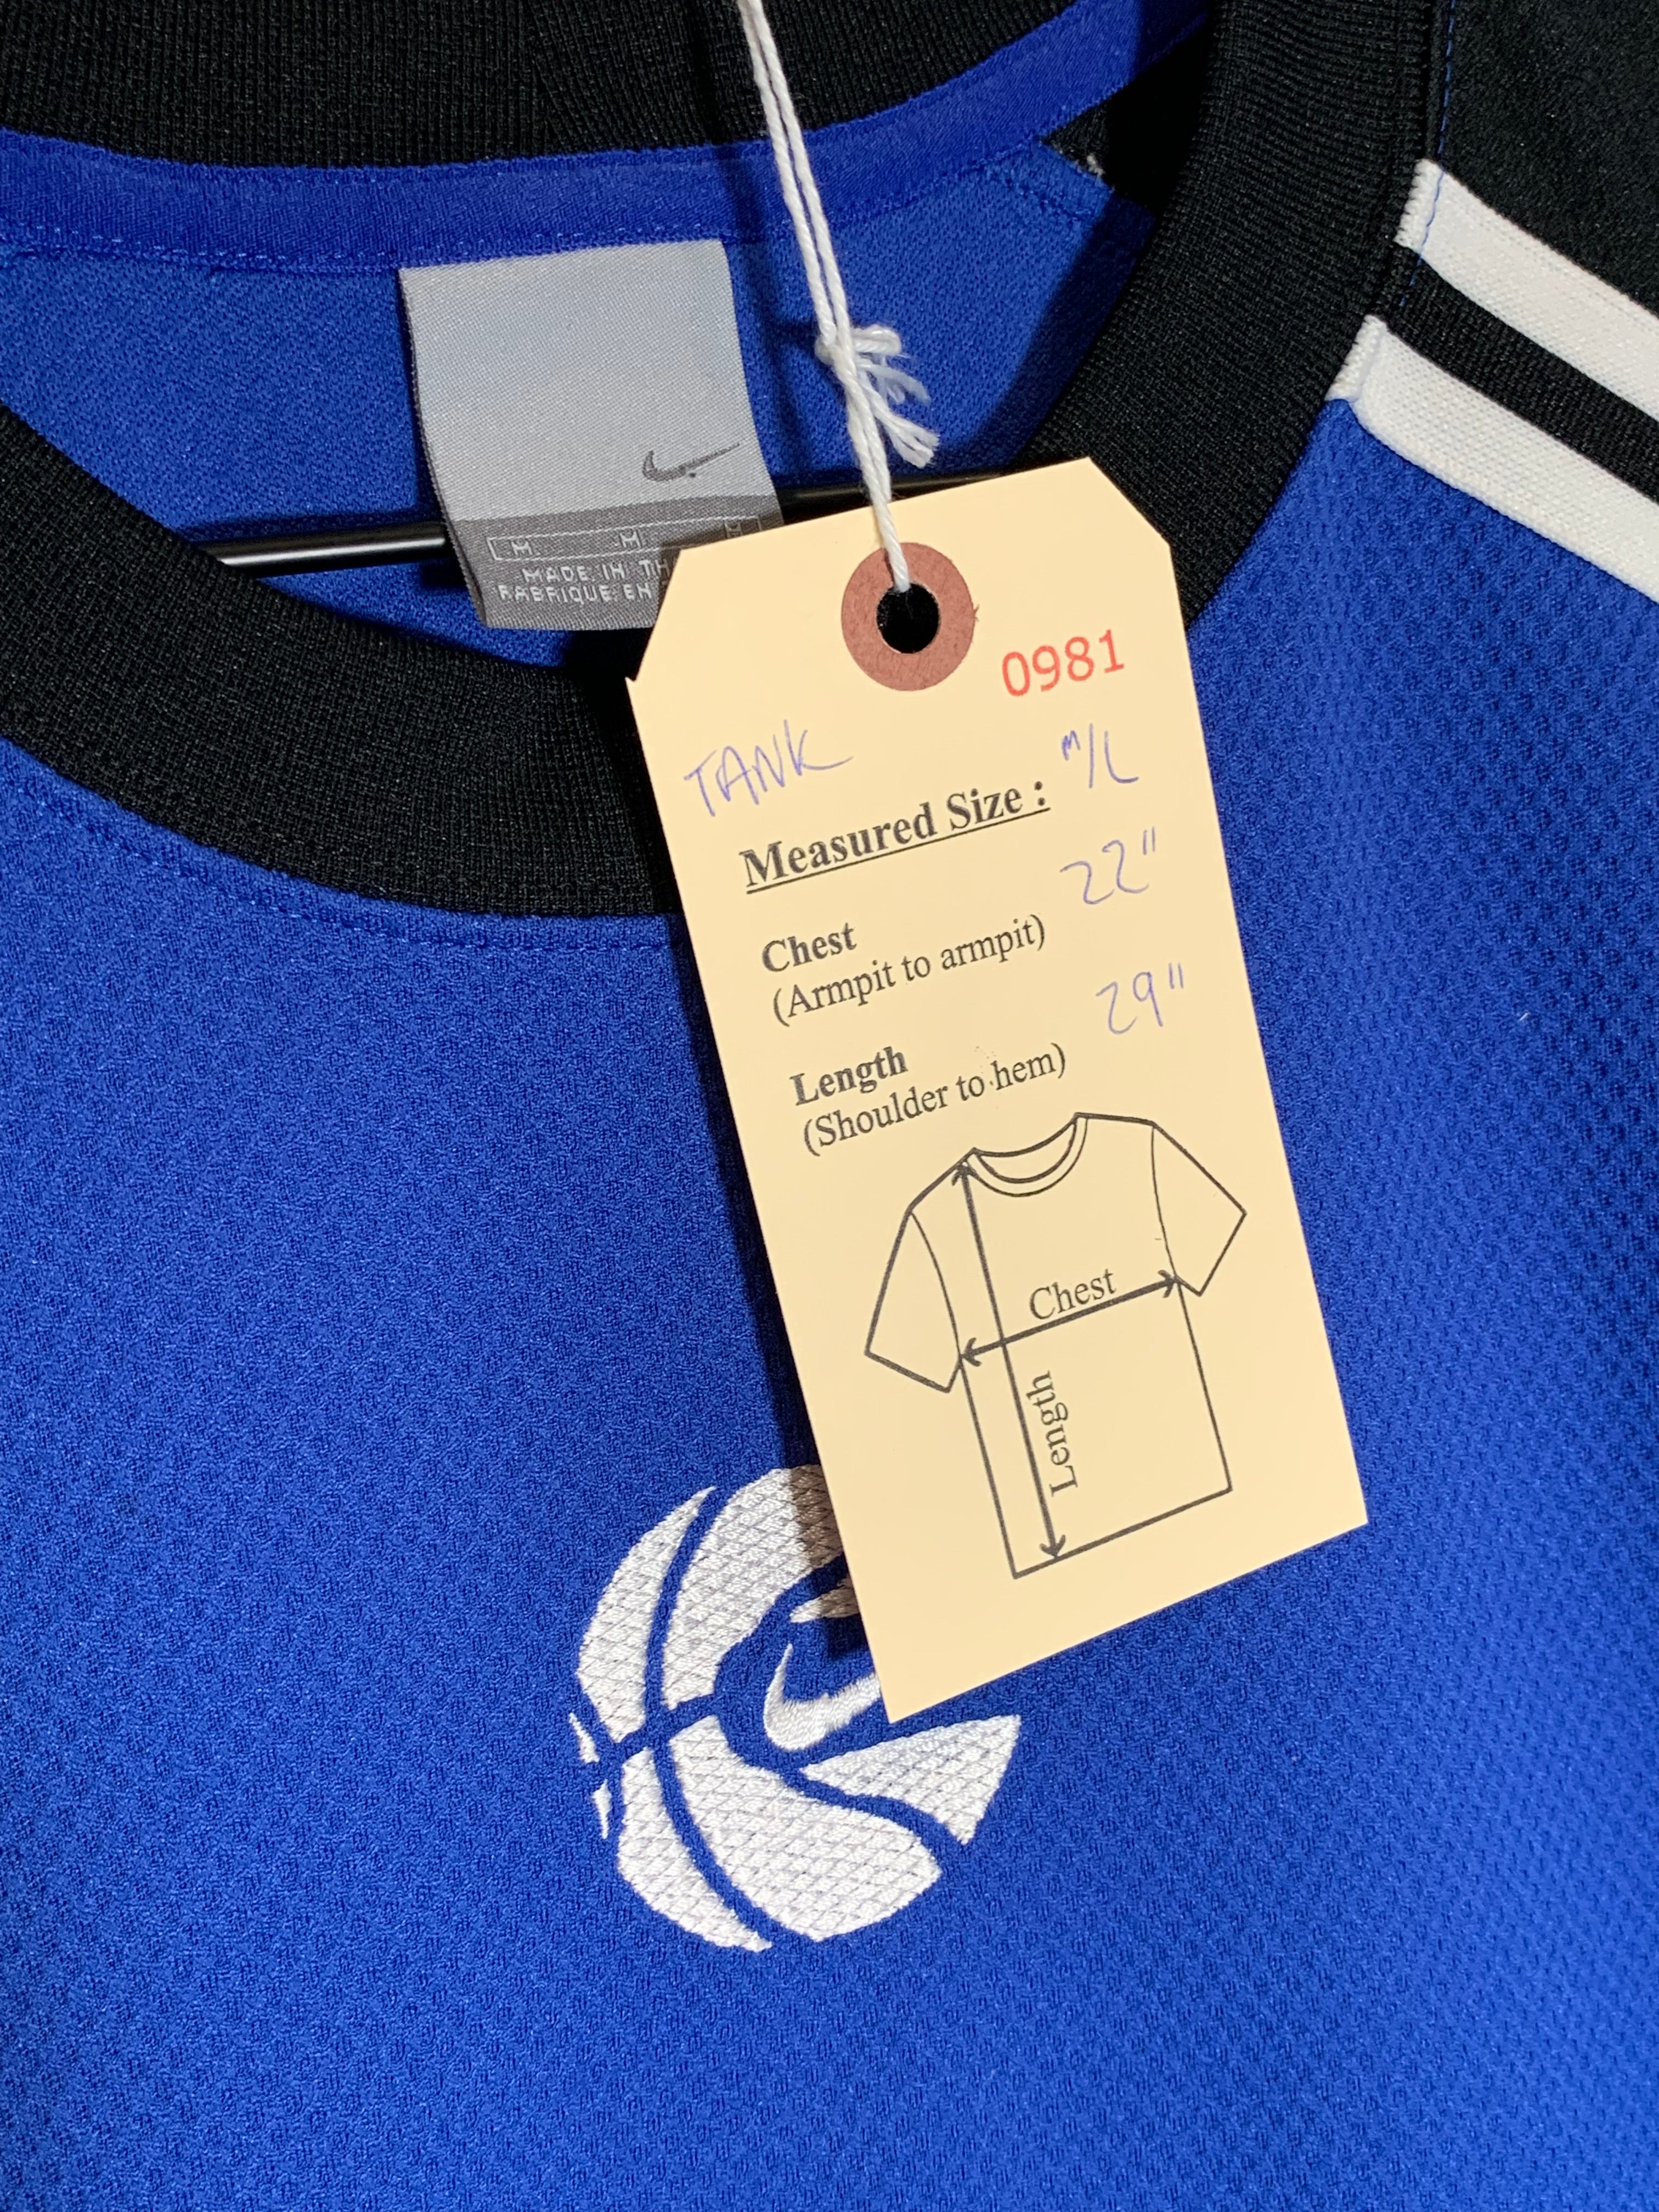 M M M
MADE IN TH
FABRIQUE EN
0981
TANK M/L
Measured Size :
22"
Chest
(Armpit to armpit)
29"
Length
(Shoulder to hem)
Chest
Length